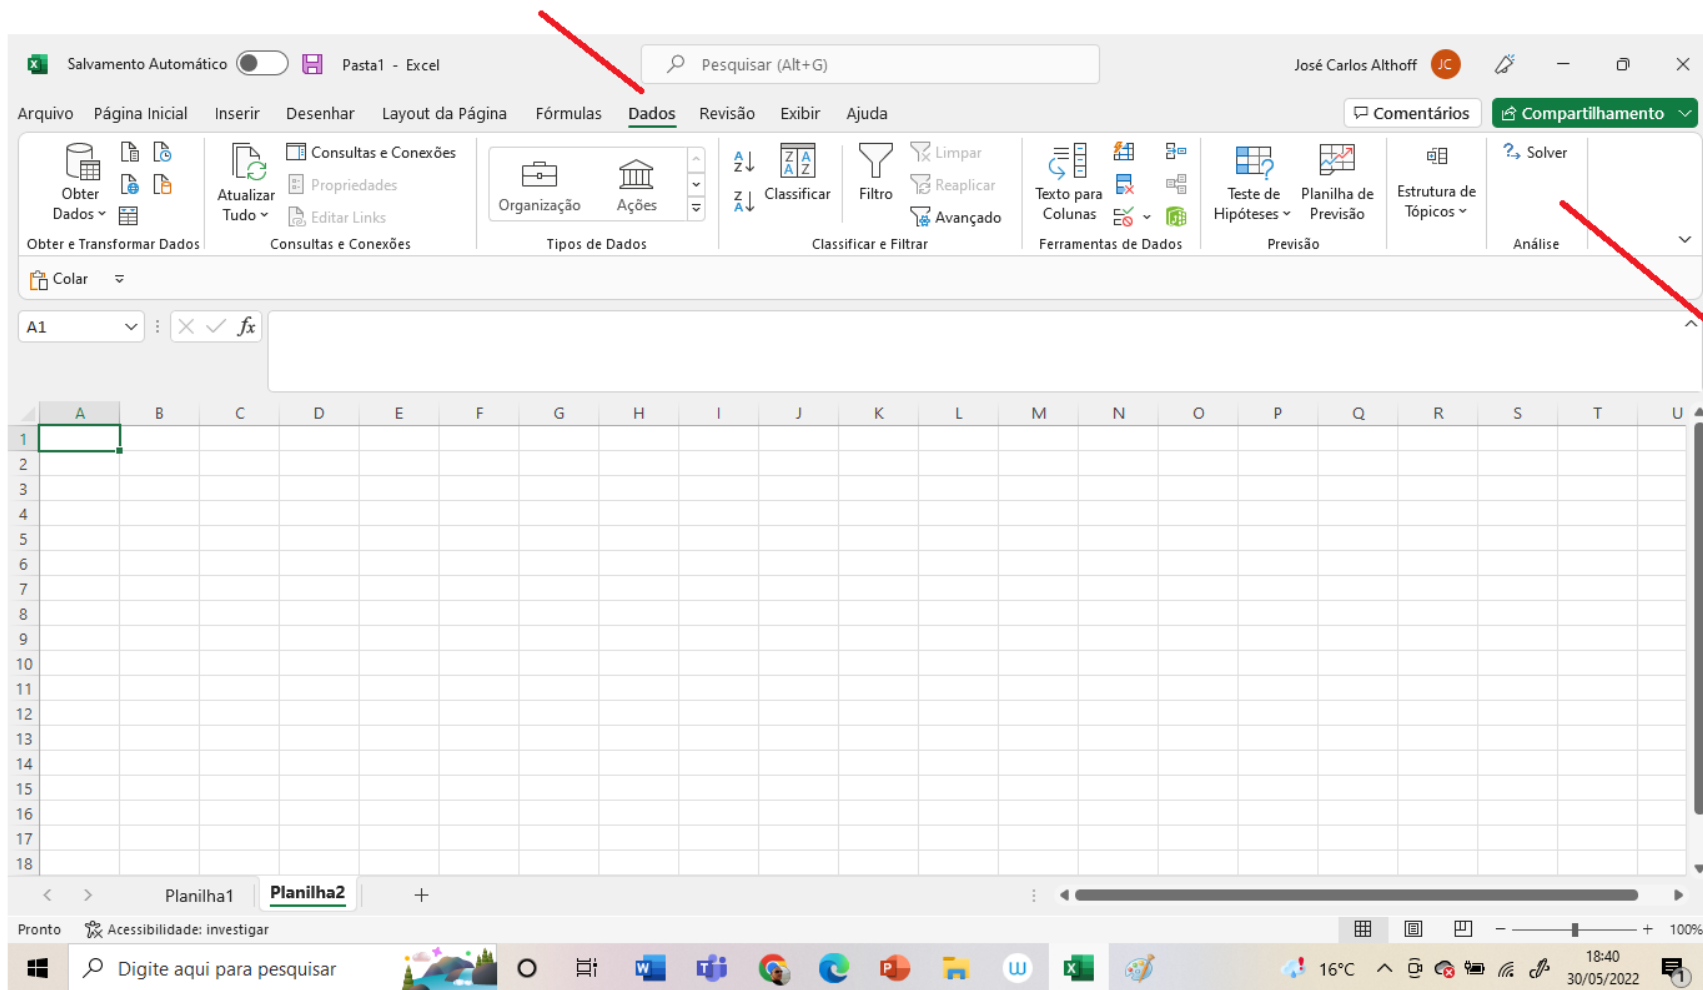 Salvamento Automático
Pasta1 - Excel
Pesquisar (Alt+G)
José Carlos Althoff
JC
Arquivo Página Inicial Inserir Desenhar Layout da Página Fórmulas Dados Revisão Exibir Ajuda
Comentários
Compartilhamento
Obter Dados
Obter e Transformar Dados
Atualizar Tudo
Consultas e Conexões
Propriedades
Editar Links
Consultas e Conexões
Organização
Ações
Tipos de Dados
Classificar
Filtro
Limpar
Reaplicar
Avançado
Classificar e Filtrar
Texto para Colunas
Ferramentas de Dados
Teste de Hipóteses
Planilha de Previsão
Previsão
Estrutura de Tópicos
Solver
Análise
Colar
A1
fx
A B C D E F G H I J K L M N O P Q R S T U
1
2
3
4
5
6
7
8
9
10
11
12
13
14
15
16
17
18
Planilha1 Planilha2
Pronto
Acessibilidade: investigar
100%
Digite aqui para pesquisar
16°C
18:40
30/05/2022
1